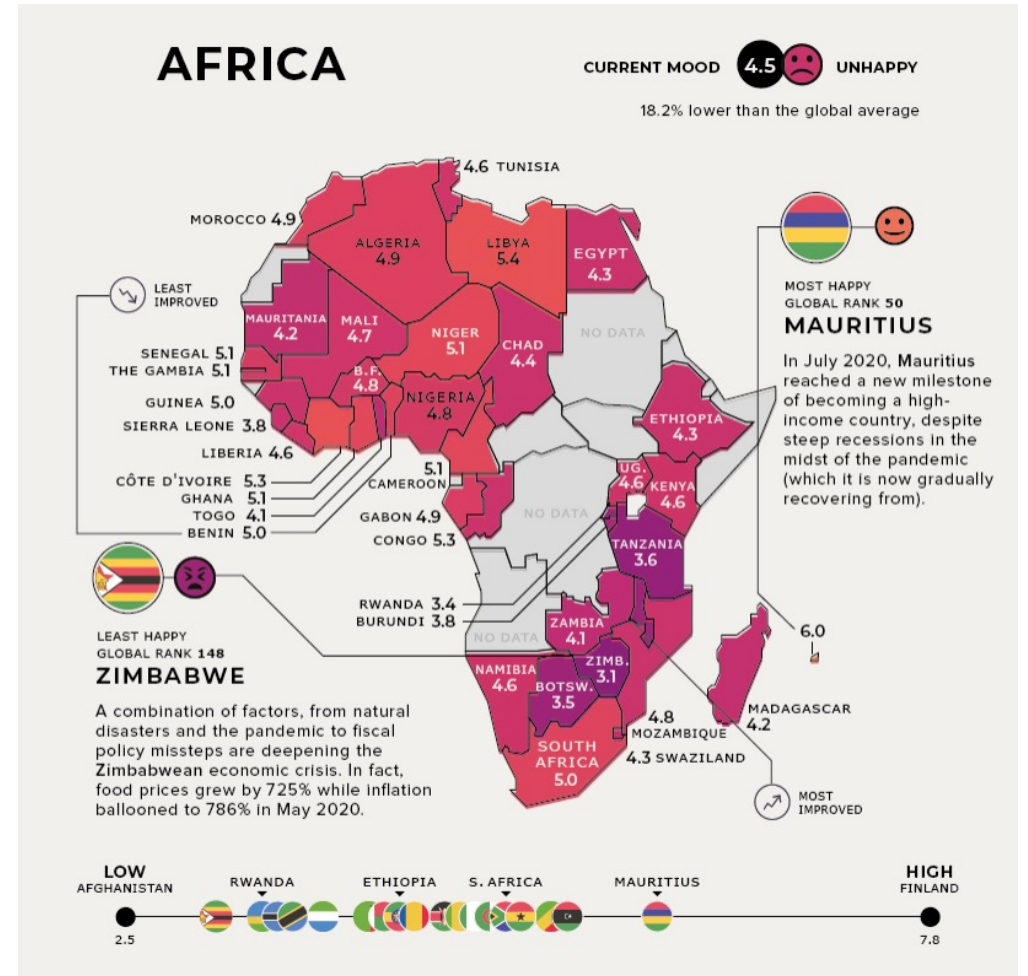 AFRICA
CURRENT MOOD 4.5 UNHAPPY
18.2% lower than the global average
4.6 TUNISIA
MOROCCO 4.9
ALGERIA
4.9
LIBYA
5.4
EGYPT
4.3
LEAST
IMPROVED
MAURITANIA
4.2
MALI
4.7
NIGER
5.1
CHAD
4.4
NO DATA
SENEGAL 5.1
THE GAMBIA 5.1
B.F.
4.8
NIGERIA
4.8
GUINEA 5.0
SIERRA LEONE 3.8
LIBERIA 4.6
CÔTE D'IVOIRE 5.3
GHANA 5.1
TOGO 4.1
BENIN 5.0
5.1
CAMEROON
GABON 4.9
CONGO 5.3
ETHIOPIA
4.3
UG.
4.6
KENYA
4.6
NO DATA
TANZANIA
3.6
RWANDA 3.4
BURUNDI 3.8
NO DATA
ZAMBIA
4.1
NAMIBIA
4.6
BOTSW.
3.5
ZIMB.
3.1
SOUTH
AFRICA
5.0
4.8
MOZAMBIQUE
4.3 SWAZILAND
MADAGASCAR
4.2
6.0
MOST
IMPROVED
MOST HAPPY
GLOBAL RANK 50
MAURITIUS
In July 2020, Mauritius
reached a new milestone
of becoming a high-
income country, despite
steep recessions in the
midst of the pandemic
(which it is now gradually
recovering from).
LEAST HAPPY
GLOBAL RANK 148
ZIMBABWE
A combination of factors, from natural
disasters and the pandemic to fiscal
policy missteps are deepening the
Zimbabwean economic crisis. In fact,
food prices grew by 725% while inflation
ballooned to 786% in May 2020.
LOW
AFGHANISTAN
2.5
RWANDA
ETHIOPIA
S. AFRICA
MAURITIUS
HIGH
FINLAND
7.8